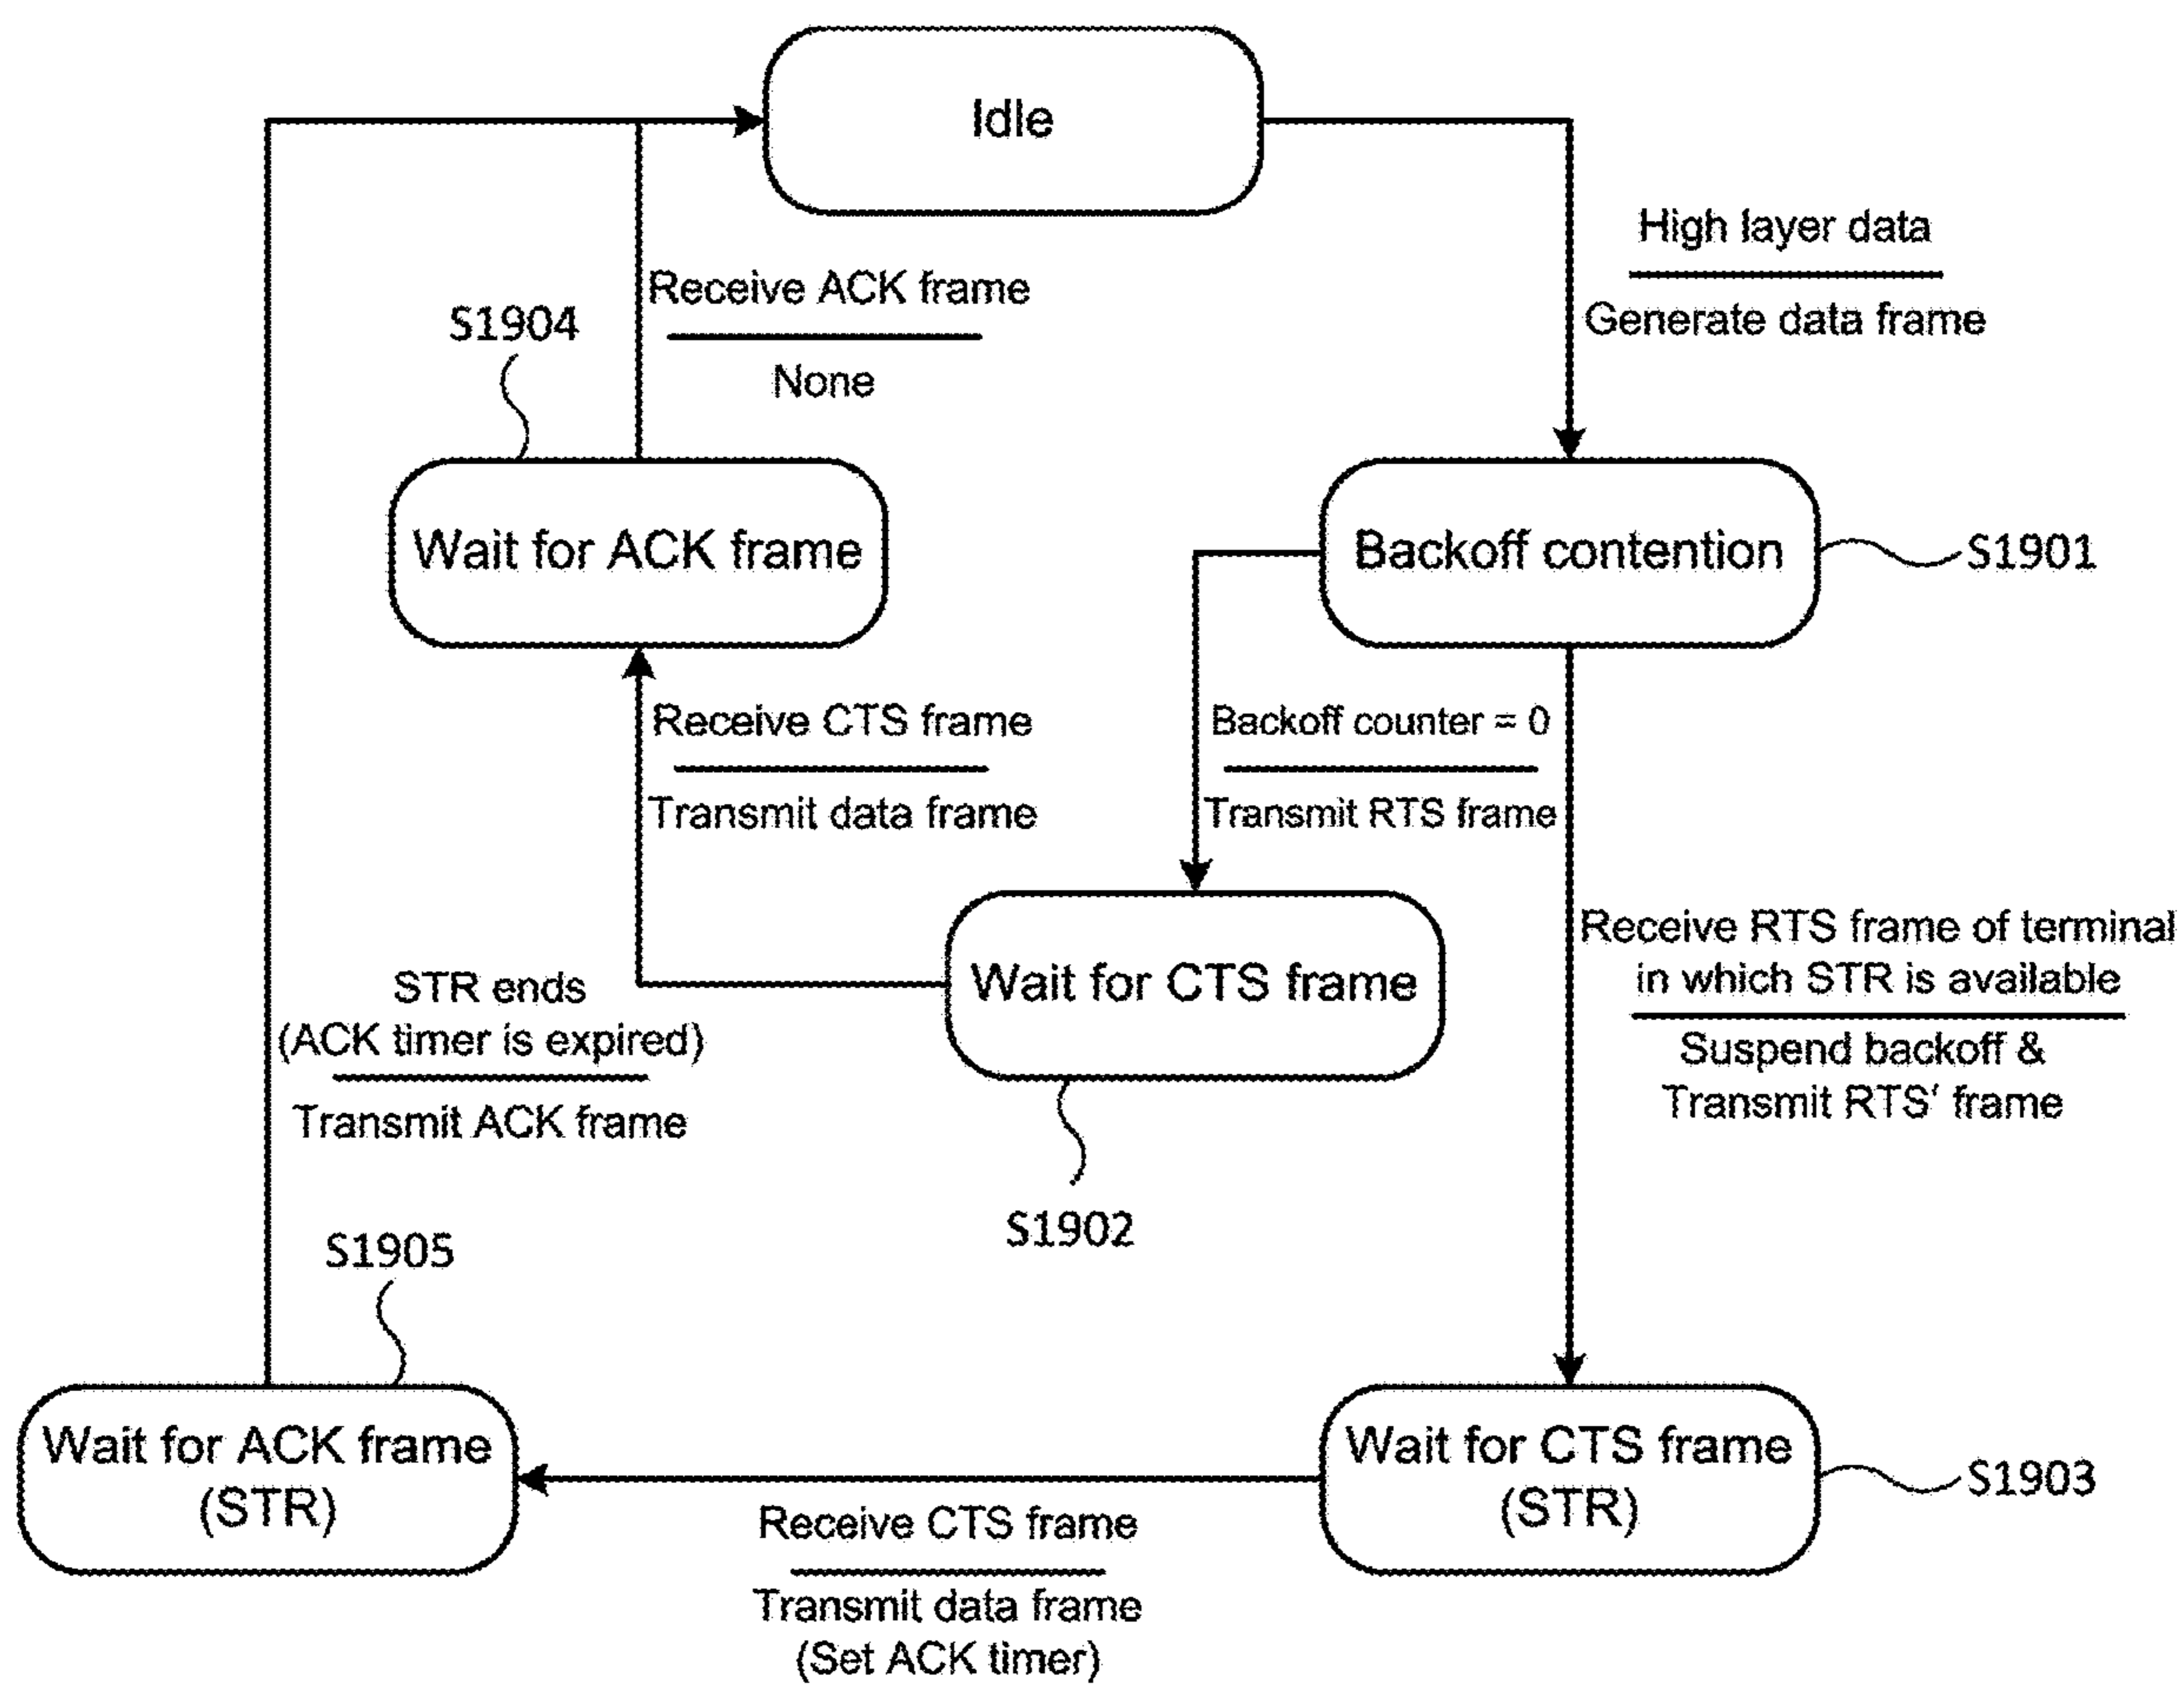 Idle
High layer data
Generate data frame
Receive ACK frame
None
S1904
Wait for ACK frame
Backoff contention
S1901
Receive CTS frame
Transmit data frame
Backoff counter = 0
Transmit RTS frame
Receive RTS frame of terminal
in which STR is available
Suspend backoff &
Transmit RTS' frame
Wait for CTS frame
S1902
STR ends
(ACK timer is expired)
Transmit ACK frame
S1905
Wait for ACK frame
(STR)
Wait for CTS frame
(STR)
S1903
Receive CTS frame
Transmit data frame
(Set ACK timer)